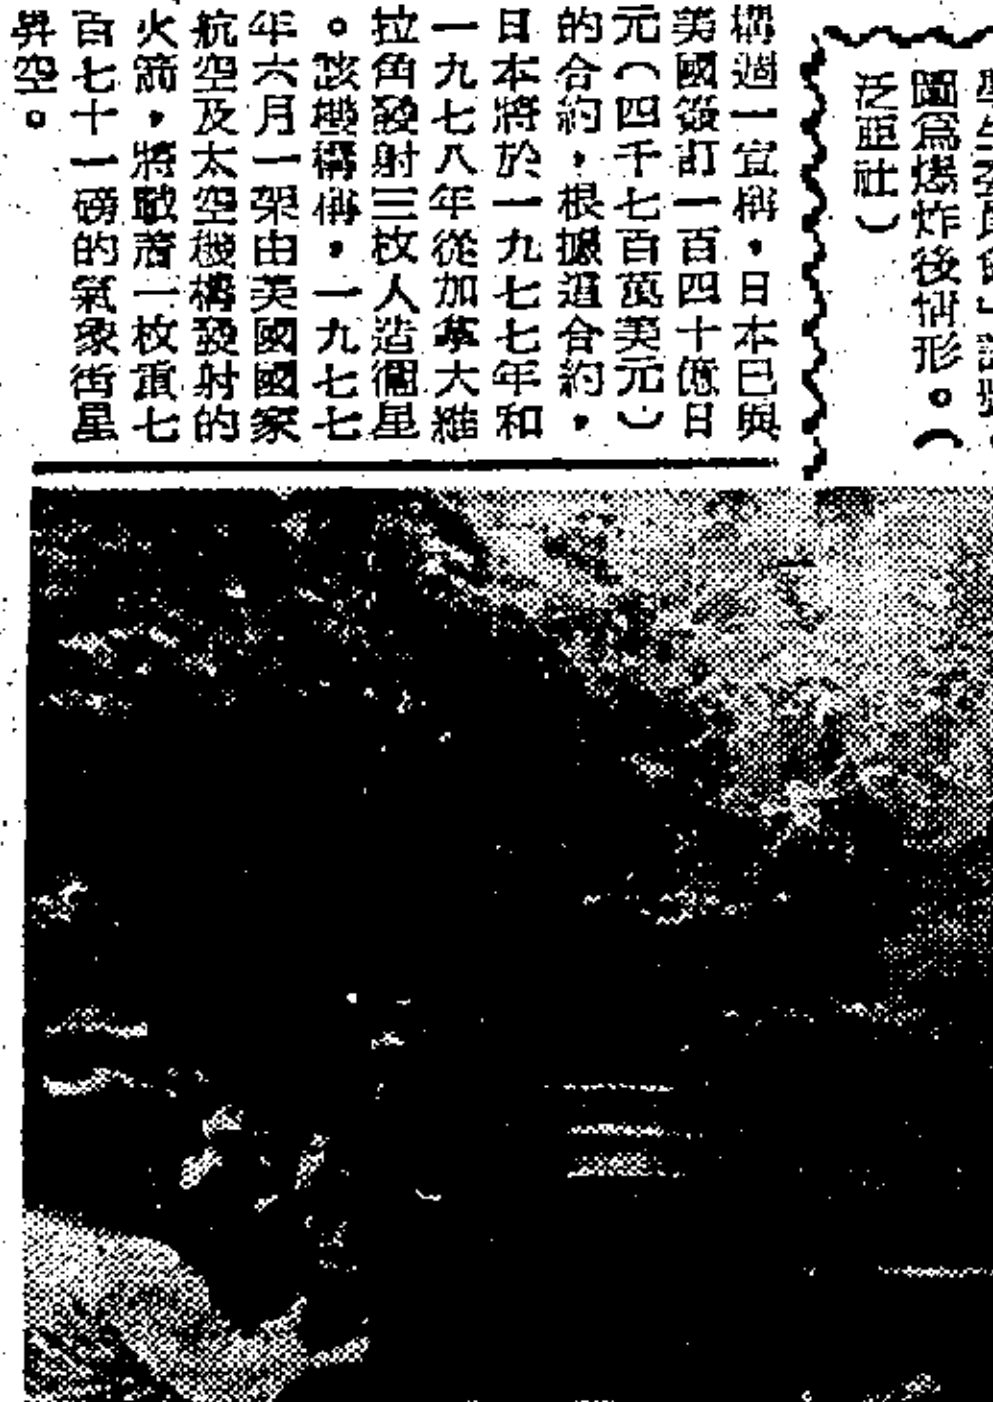 圖爲爆炸後情形。（
泛亞社）
構週一宣稱，日本已與
美國簽訂一百四十億日
元（四千七百萬美元）
的合約，根據這合約，
日本將於一九七七年和
一九七八年從加拿大維
拉角發射三枚人造衞星
。該機構稱，一九七七
年六月一架由美國國家
航空及太空機構發射的
火箭，將載着一枚重七
百七十一磅的氣象衞星
昇空。